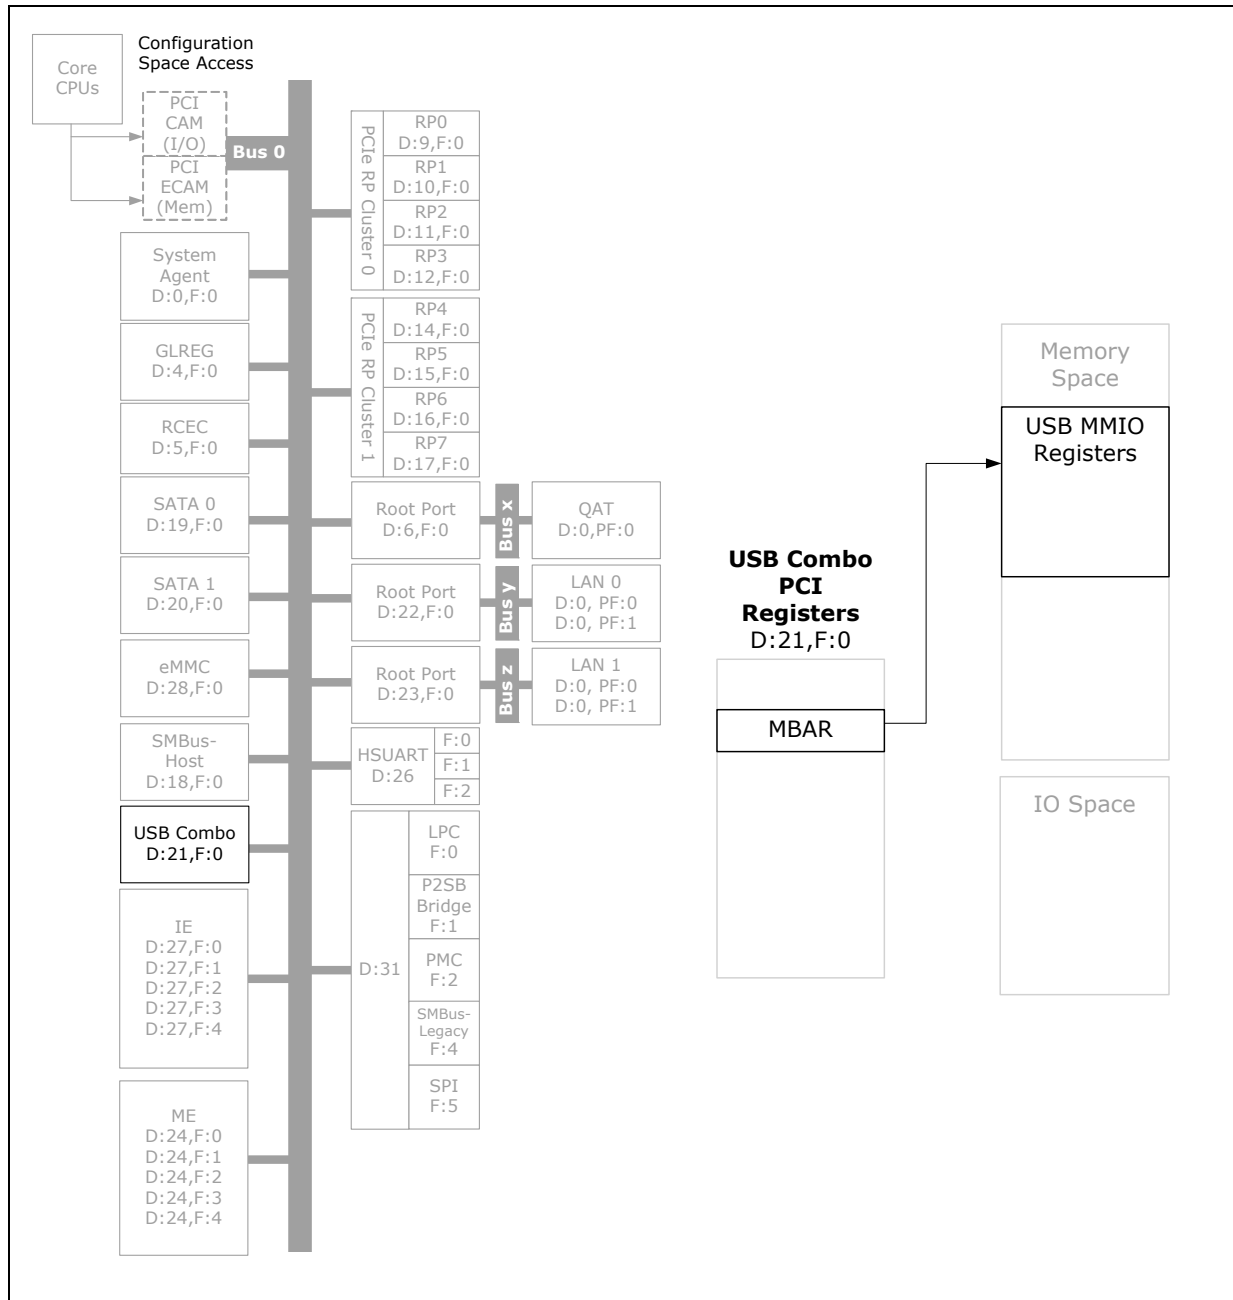 Configuration
Space Access
Core
CPUs
PCI
CAM
(I/O)
PCI
ECAM
(Mem)
Bus 0
System
Agent
D:0,F:0
GLREG
D:4,F:0
RCEC
D:5,F:0
SATA 0
D:19,F:0
SATA 1
D:20,F:0
eMMC
D:28,F:0
SMBus-
Host
D:18,F:0
USB Combo
D:21,F:0
IE
D:27,F:0
D:27,F:1
D:27,F:2
D:27,F:3
D:27,F:4
ME
D:24,F:0
D:24,F:1
D:24,F:2
D:24,F:3
D:24,F:4
PCIe RP Cluster 0
RP0
D:9,F:0
RP1
D:10,F:0
RP2
D:11,F:0
RP3
D:12,F:0
PCIe RP Cluster 1
RP4
D:14,F:0
RP5
D:15,F:0
RP6
D:16,F:0
RP7
D:17,F:0
Root Port
D:6,F:0
Bus x
QAT
D:0,PF:0
Root Port
D:22,F:0
Bus y
LAN 0
D:0, PF:0
D:0, PF:1
Root Port
D:23,F:0
Bus z
LAN 1
D:0, PF:0
D:0, PF:1
HSUART
D:26
F:0
F:1
F:2
D:31
LPC
F:0
P2SB
Bridge
F:1
PMC
F:2
SMBus-
Legacy
F:4
SPI
F:5
USB Combo
PCI
Registers
D:21,F:0
MBAR
Memory
Space
USB MMIO
Registers
IO Space